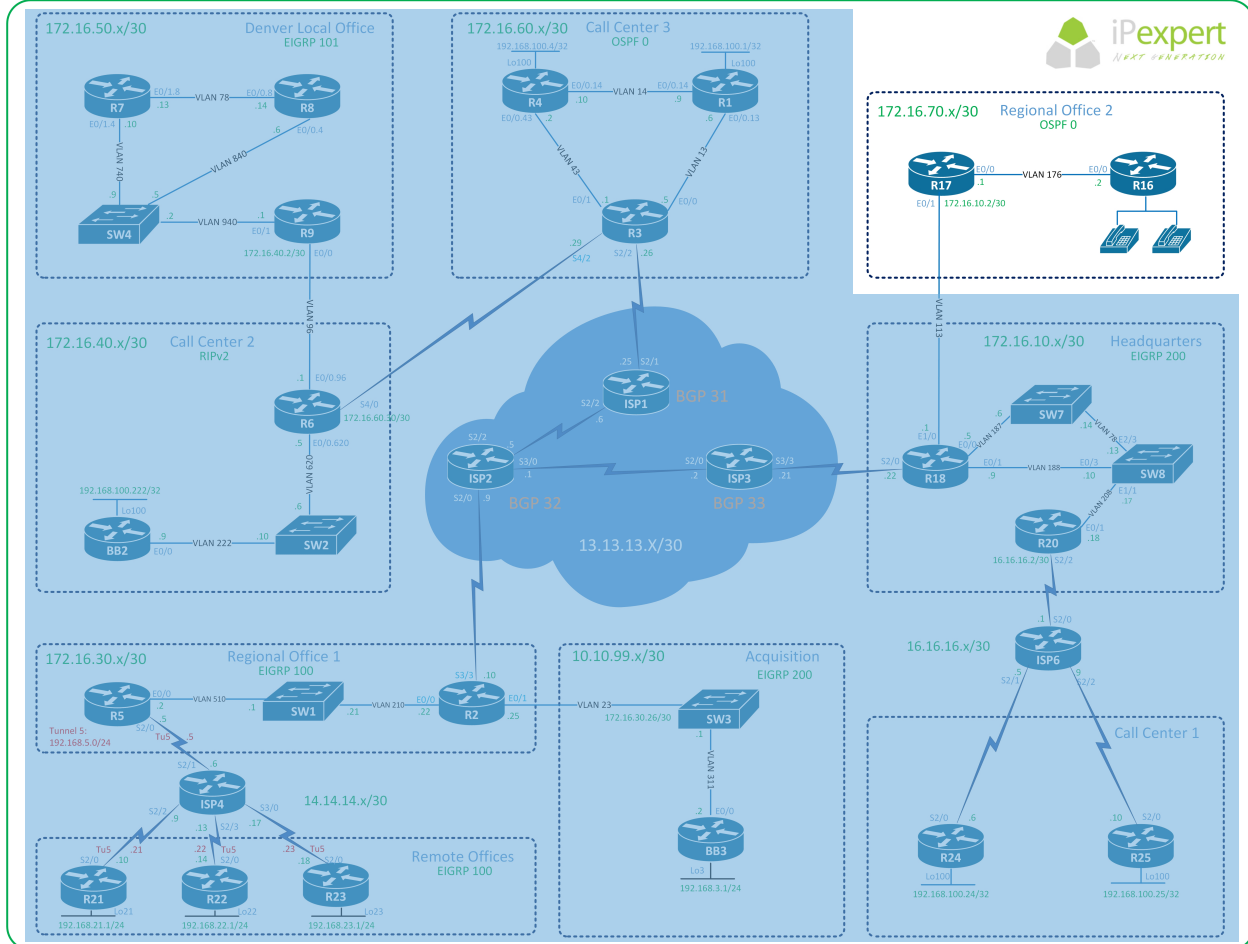 iPexpert
NEXT GENERATION
172.16.50.x/30
Denver Local Office
EIGRP 101
R7
E0/1.8
.13
VLAN 78
E0/0.8
.14
R8
E0/1.4
.10
.6
E0/0.4
VLAN 740
VLAN 840
.9
.5
SW4
.2
VLAN 940
.1
E0/1
R9
172.16.40.2/30
E0/0
VLAN 96
172.16.60.x/30
Call Center 3
OSPF 0
192.168.100.4/32
Lo100
192.168.100.1/32
Lo100
R4
E0/0.14
.10
VLAN 14
E0/0.14
.9
R1
E0/0.43
.2
.6
E0/0.13
VLAN 43
VLAN 13
E0/1
.1
.5
E0/0
R3
.29
S4/2
S2/2
.26
172.16.70.x/30
Regional Office 2
OSPF 0
R17
E0/0
.1
VLAN 176
E0/0
.2
R16
E0/1
172.16.10.2/30
VLAN 113
172.16.40.x/30
Call Center 2
RIPv2
.1
E0/0.96
R6
S4/0
172.16.60.30/30
.5
E0/0.620
VLAN 620
192.168.100.222/32
Lo100
BB2
.9
E0/0
VLAN 222
.10
.6
SW2
.25
S2/1
ISP1
BGP 31
S2/2
.6
S2/2
.5
ISP2
S3/0
.1
S2/0
.9
BGP 32
S2/0
.2
ISP3
S3/3
.21
BGP 33
13.13.13.X/30
172.16.10.x/30
Headquarters
EIGRP 200
.1
E1/0
S2/0
.22
R18
.5
E0/0
VLAN 187
.6
SW7
.14
VLAN 78
E2/3
.13
E0/1
.9
VLAN 188
E0/3
.10
SW8
E1/1
.17
VLAN 208
E0/1
.18
R20
16.16.16.2/30
S2/2
172.16.30.x/30
Regional Office 1
EIGRP 100
R5
E0/0
.2
VLAN 510
.1
SW1
.21
VLAN 210
E0/0
.22
R2
S3/3
.10
E0/1
.25
VLAN 23
Tunnel 5:
192.168.5.0/24
.5
S2/0
Tu5
.5
10.10.99.x/30
Acquisition
EIGRP 200
172.16.30.26/30
SW3
.1
VLAN 311
.2
E0/0
BB3
Lo3
192.168.3.1/24
16.16.16.x/30
.1
S2/0
ISP6
.5
S2/1
.9
S2/2
Call Center 1
S2/0
.6
R24
Lo100
192.168.100.24/32
.10
S2/0
R25
Lo100
192.168.100.25/32
S2/1
.6
ISP4
14.14.14.x/30
S2/2
.9
.13
S2/3
S3/0
.17
Remote Offices
EIGRP 100
Tu5
.21
S2/0
.10
R21
Lo21
192.168.21.1/24
.22
Tu5
.14
S2/0
R22
Lo22
192.168.22.1/24
.23
Tu5
.18
S2/0
R23
Lo23
192.168.23.1/24